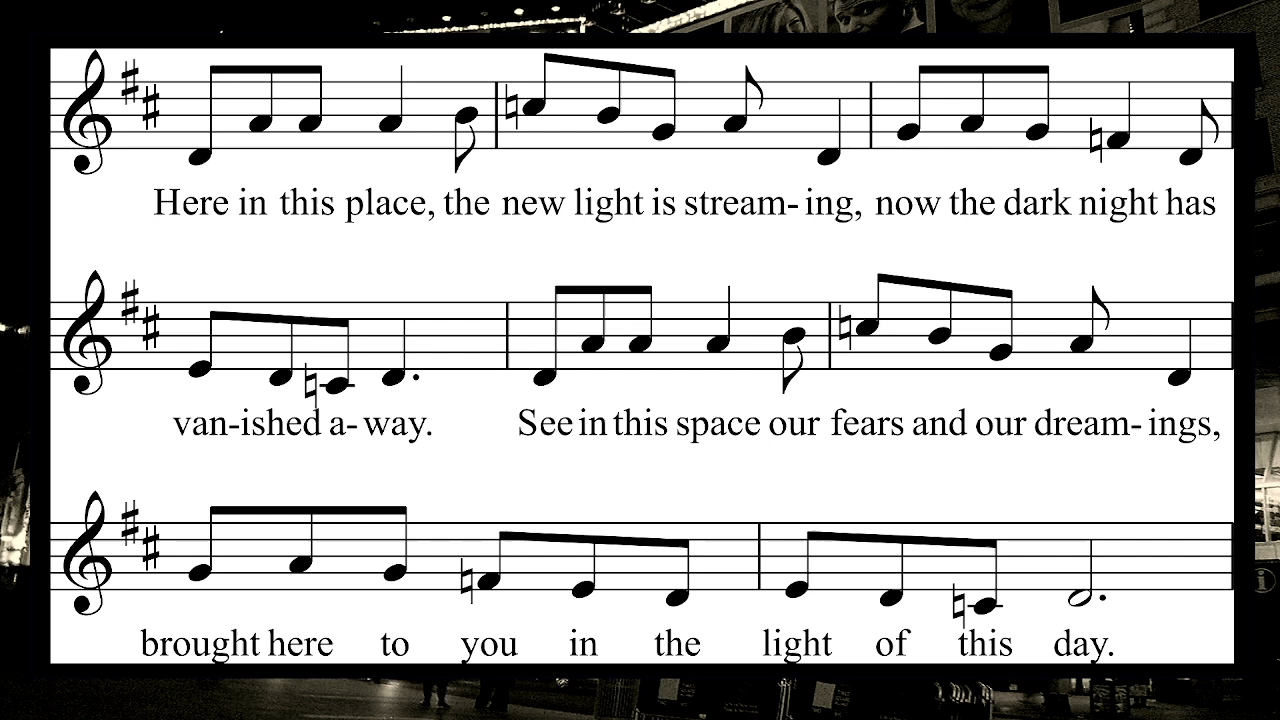 Here in this place, the new light is stream- ing, now the dark night has
van-ished a- way. See in this space our fears and our dream- ings,
brought here to you in the light of this day.